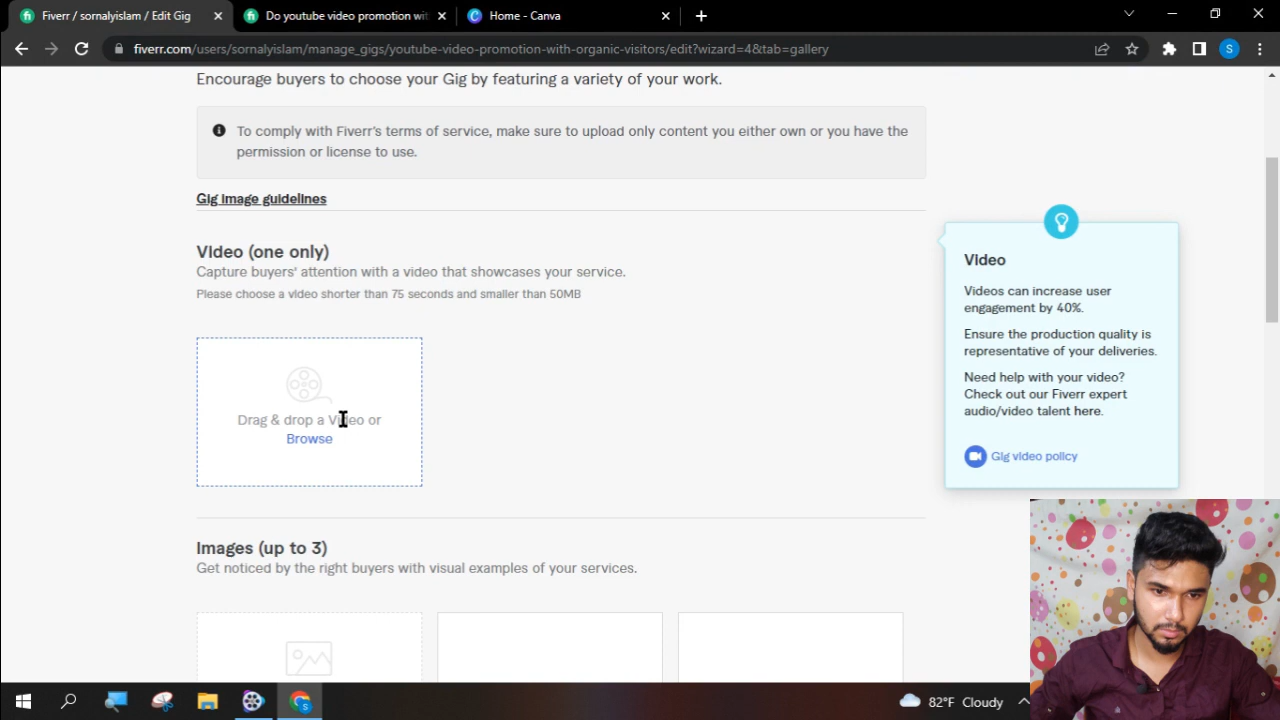 Fiverr / sornalyislam / Edit Gig
Do youtube video promotion wit
Home - Canva
fiverr.com/users/sornalyislam/manage_gigs/youtube-video-promotion-with-organic-visitors/edit?wizard=4&tab=gallery
S
Encourage buyers to choose your Gig by featuring a variety of your work.
To comply with Fiverr's terms of service, make sure to upload only content you either own or you have the
permission or license to use.
Gig image guidelines
Video (one only)
Capture buyers' attention with a video that showcases your service.
Please choose a video shorter than 75 seconds and smaller than 50MB
Drag & drop a Video or
Browse
Images (up to 3)
Get noticed by the right buyers with visual examples of your services.
Video
Videos can increase user
engagement by 40%.
Ensure the production quality is
representative of your deliveries.
Need help with your video?
Check out our Fiverr expert
audio/video talent here.
Gig video policy
82°F Cloudy